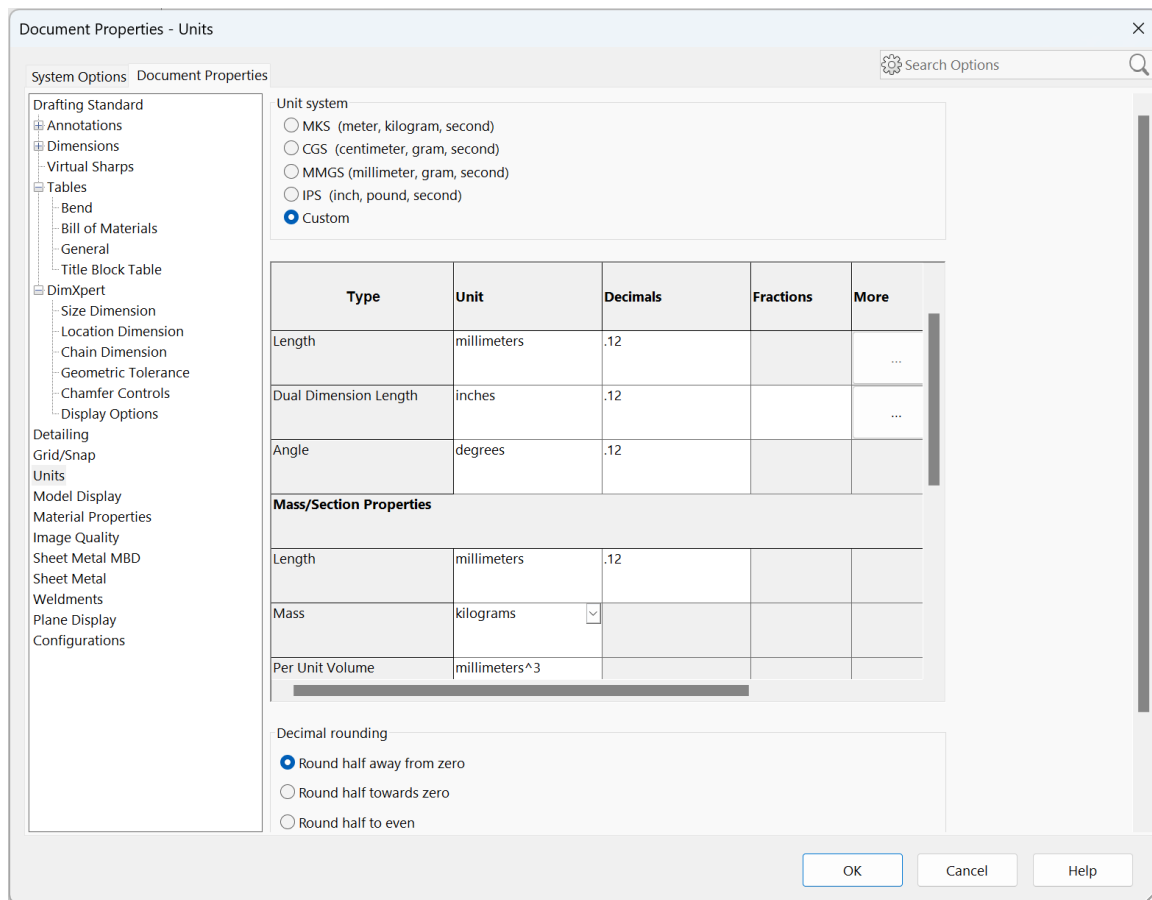 Document Properties - Units
Search Options
System Options
Document Properties
Drafting Standard
Annotations
Dimensions
Virtual Sharps
Tables
Bend
Bill of Materials
General
Title Block Table
DimXpert
Size Dimension
Location Dimension
Chain Dimension
Geometric Tolerance
Chamfer Controls
Display Options
Detailing
Grid/Snap
Units
Model Display
Material Properties
Image Quality
Sheet Metal MBD
Sheet Metal
Weldments
Plane Display
Configurations
Unit system
MKS (meter, kilogram, second)
CGS (centimeter, gram, second)
MMGS (millimeter, gram, second)
IPS (inch, pound, second)
Custom
Type Unit Decimals Fractions More
Length millimeters .12 ...
Dual Dimension Length inches .12 ...
Angle degrees .12
Mass/Section Properties
Length millimeters .12
Mass kilograms
Per Unit Volume millimeters^3
Decimal rounding
Round half away from zero
Round half towards zero
Round half to even
OK Cancel Help